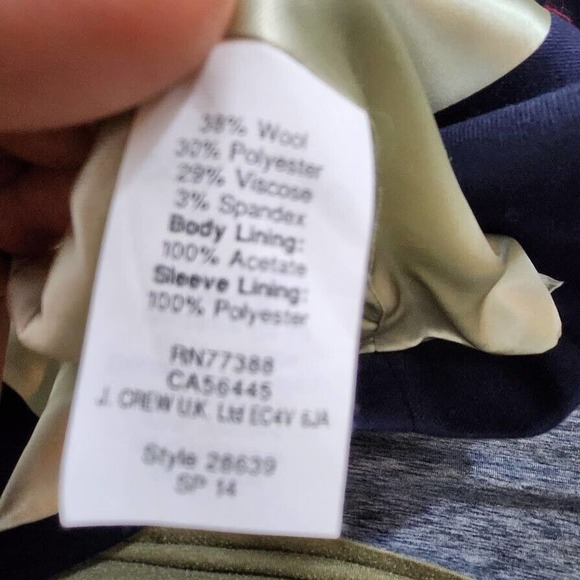 38% Wool
30% Polyester
29% Viscose
3% Spandex
Body Lining:
100% Acetate
Sleeve Lining:
100% Polyester
RN77388
CA56445
J. CREW U.K. Ltd EC4V 6JA
Style 28639
SP 14